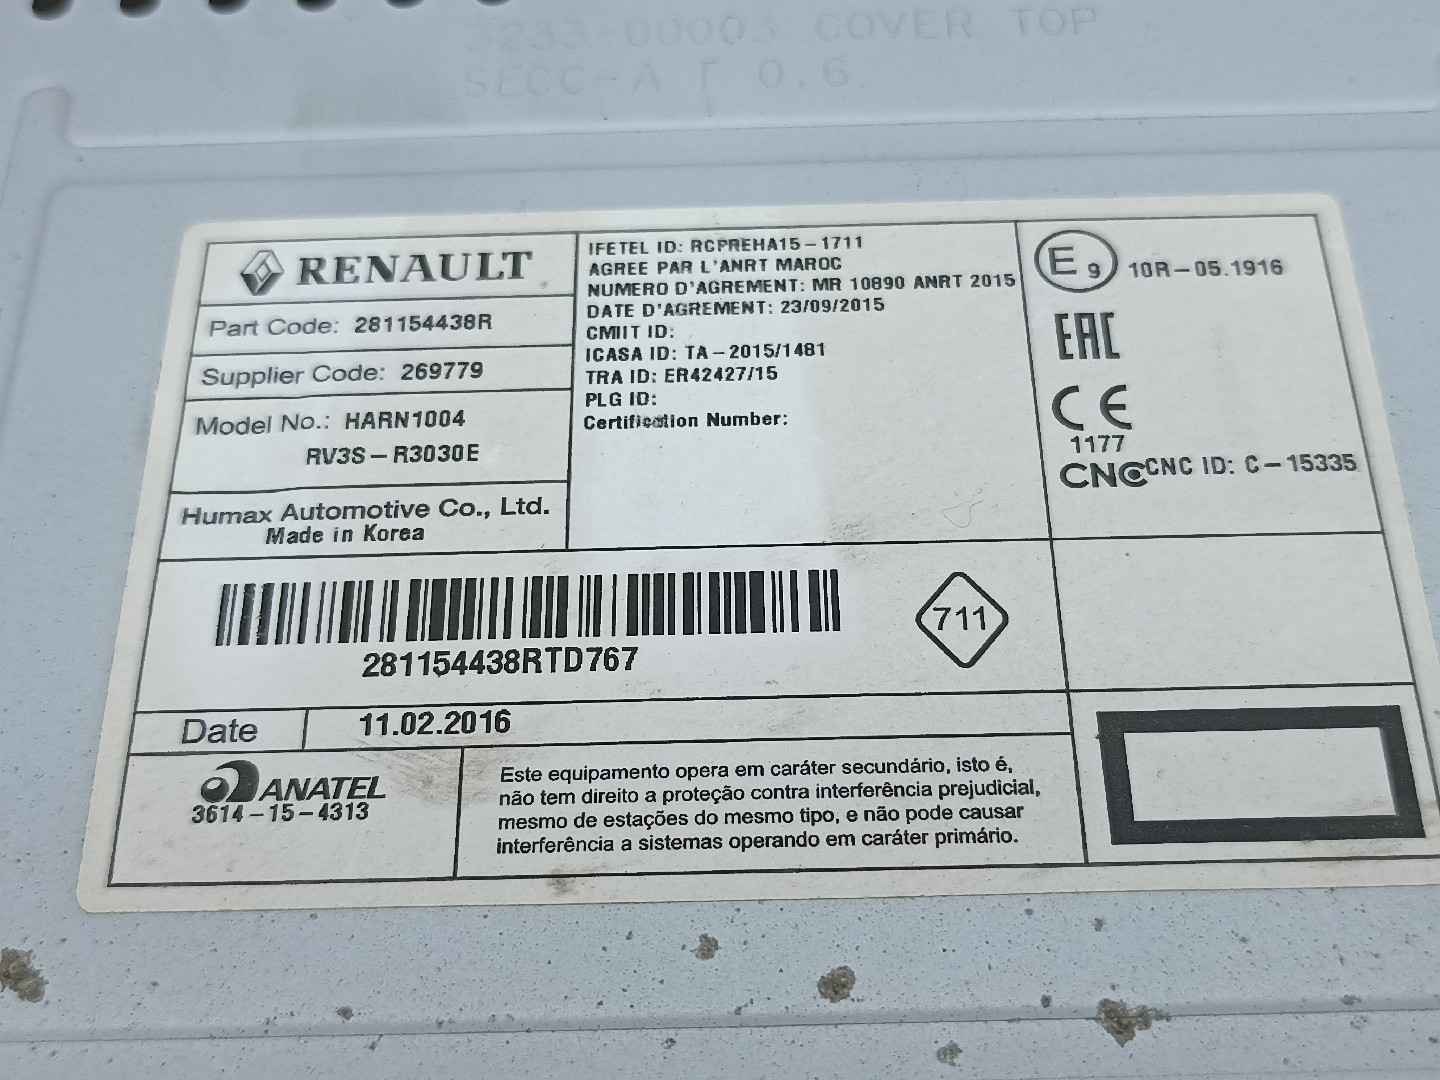 3233-00003 COVER TOP
SECC-A T 0.6
RENAULT
Part Code: 281154438R
Supplier Code: 269779
Model No.: HARN1004
RV3S-R3030E
Humax Automotive Co., Ltd.
Made in Korea
IFETEL ID: RCPREHA15-1711
AGREE PAR L'ANRT MAROC
NUMERO D'AGREMENT: MR 10890 ANRT 2015
DATE D'AGREMENT: 23/09/2015
CMIIT ID:
ICASA ID: TA-2015/1481
TRA ID: ER42427/15
PLG ID:
Certification Number:
E9 10R-05.1916
EAC
CE
1177
CNC CNC ID: C-15335
281154438RTD767
711
Date 11.02.2016
ANATEL
3614-15-4313
Este equipamento opera em caráter secundário, isto é,
não tem direito a proteção contra interferência prejudicial,
mesmo de estações do mesmo tipo, e não pode causar
interferência a sistemas operando em caráter primário.